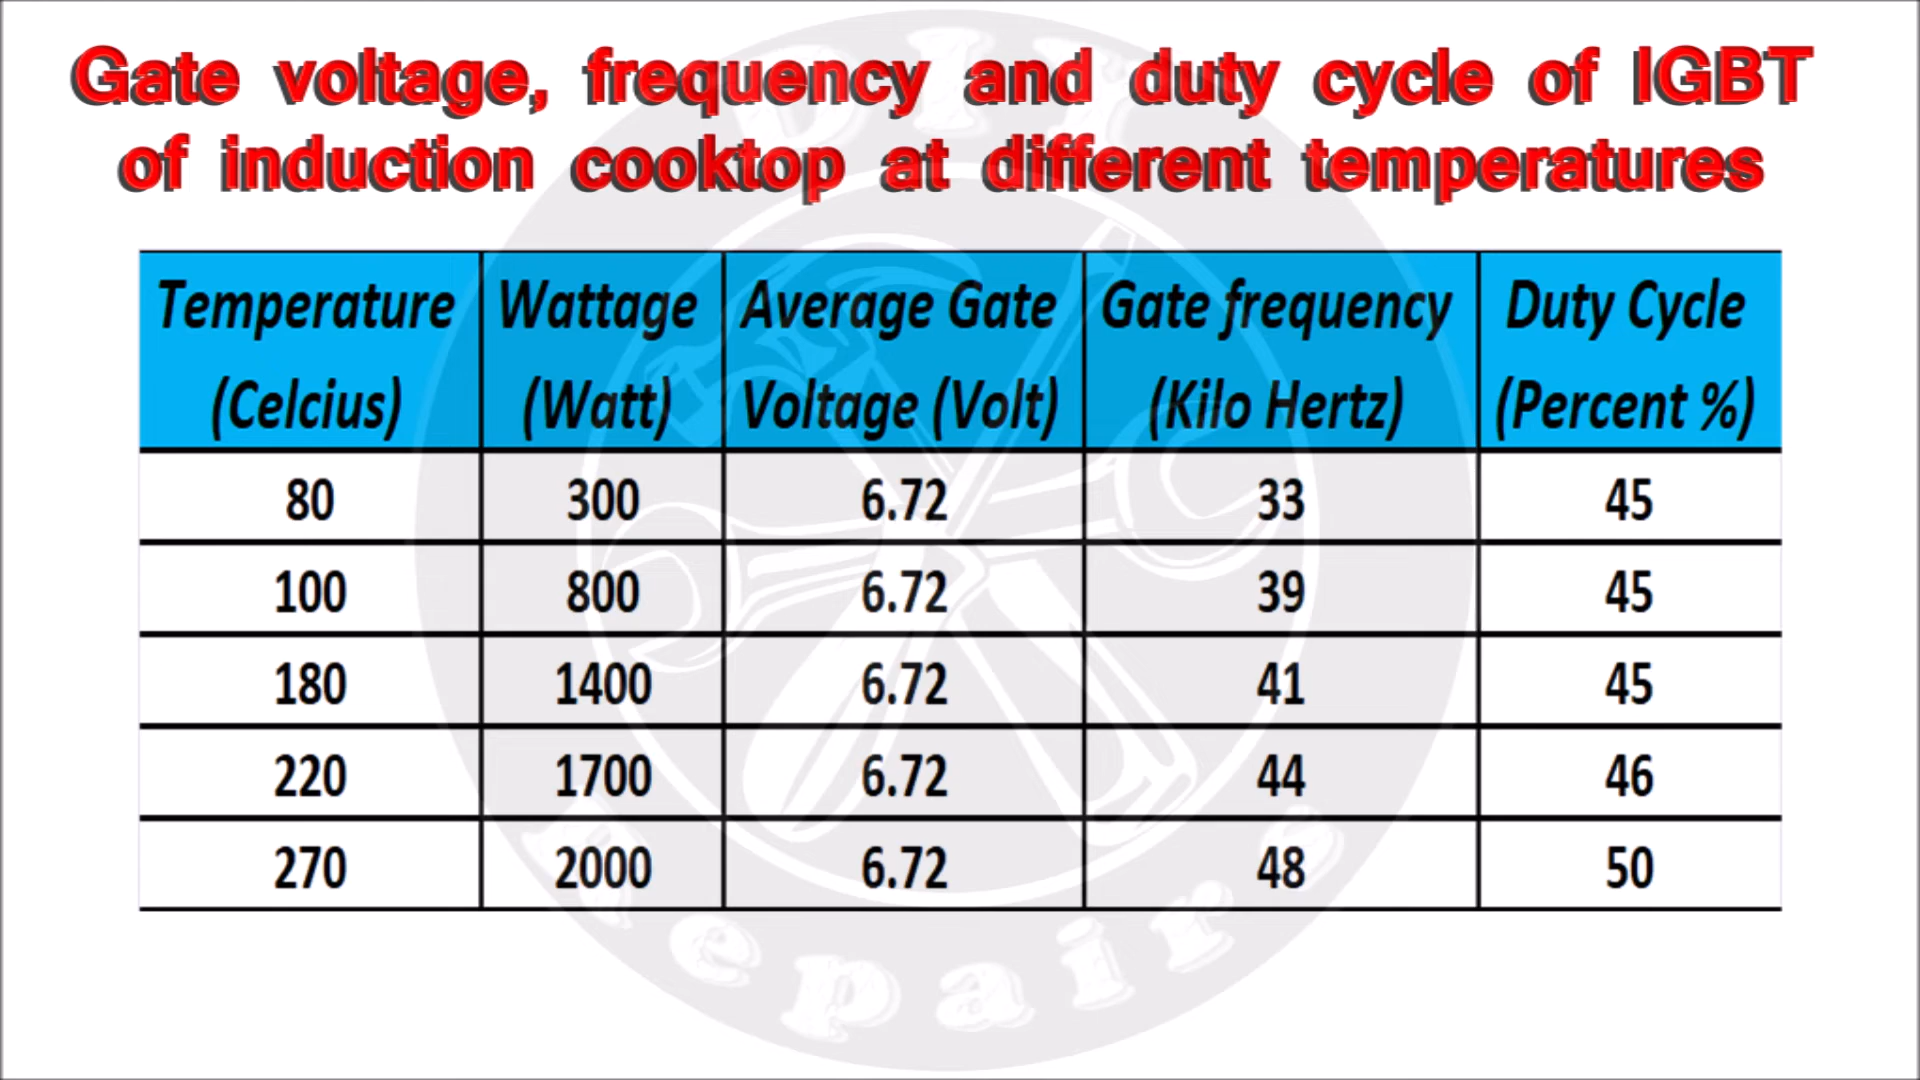 Gate voltage, frequency and duty cycle of IGBT
of induction cooktop at different temperatures
Temperature (Celcius) Wattage (Watt) Average Gate Voltage (Volt) Gate frequency (Kilo Hertz) Duty Cycle (Percent %)
80 300 6.72 33 45
100 800 6.72 39 45
180 1400 6.72 41 45
220 1700 6.72 44 46
270 2000 6.72 48 50
DIY
Repairs